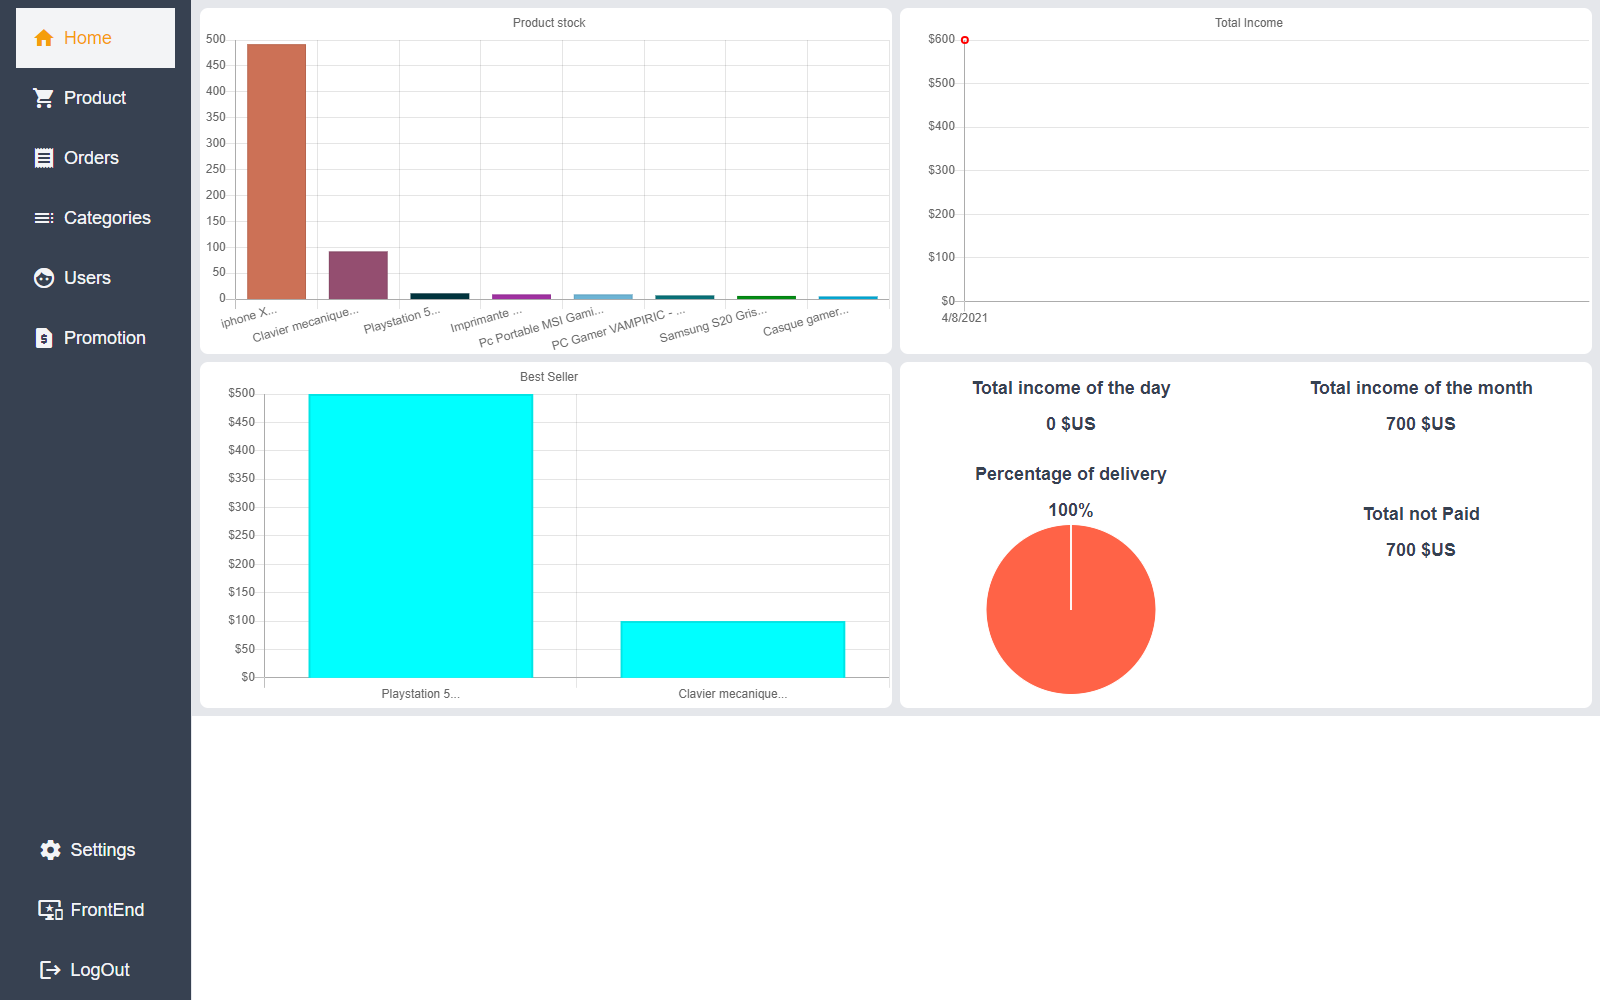 Home
Product
Orders
Categories
Users
Promotion
Settings
FrontEnd
LogOut
Product stock
500
450
400
350
300
250
200
150
100
50
0
iphone X...
Clavier mecanique...
Playstation 5...
Imprimante ...
Pc Portable MSI Gami...
PC Gamer VAMPIRIC - ...
Samsung S20 Gris...
Casque gamer...
Total Income
$600
$500
$400
$300
$200
$100
$0
4/8/2021
Best Seller
$500
$450
$400
$350
$300
$250
$200
$150
$100
$50
$0
Playstation 5...
Clavier mecanique...
Total income of the day
0 $US
Total income of the month
700 $US
Percentage of delivery
100%
Total not Paid
700 $US